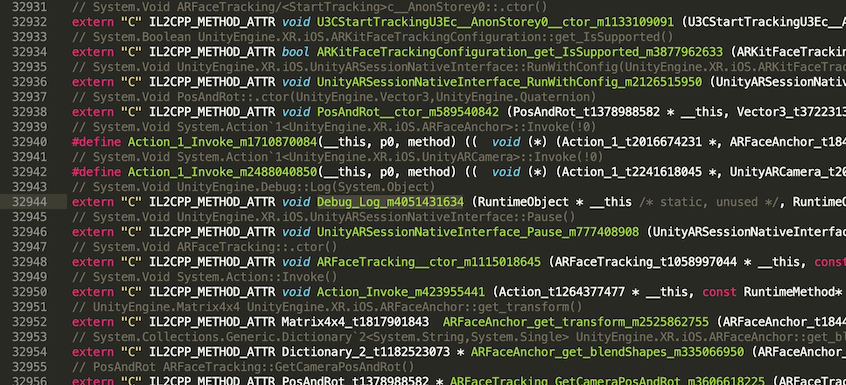 32931 // System.Void ARFaceTracking/<StartTracking>c__AnonStorey0::.ctor()
32932 extern "C" IL2CPP_METHOD_ATTR void U3CStartTrackingU3Ec__AnonStorey0__ctor_m1133109091 (U3CStartTrackingU3Ec__A
32933 // System.Boolean UnityEngine.XR.iOS.ARKitFaceTrackingConfiguration::get_IsSupported()
32934 extern "C" IL2CPP_METHOD_ATTR bool ARKitFaceTrackingConfiguration_get_IsSupported_m3877962633 (ARKitFaceTrackin
32935 // System.Void UnityEngine.XR.iOS.UnityARSessionNativeInterface::RunWithConfig(UnityEngine.XR.iOS.ARKitFaceTrac
32936 extern "C" IL2CPP_METHOD_ATTR void UnityARSessionNativeInterface_RunWithConfig_m2126515950 (UnityARSessionNativ
32937 // System.Void PosAndRot::.ctor(UnityEngine.Vector3,UnityEngine.Quaternion)
32938 extern "C" IL2CPP_METHOD_ATTR void PosAndRot__ctor_m589540842 (PosAndRot_t1378988582 * __this, Vector3_t3722313
32939 // System.Void System.Action`1<UnityEngine.XR.iOS.ARFaceAnchor>::Invoke(!0)
32940 #define Action_1_Invoke_m1710870084(__this, p0, method) ((  void (*) (Action_1_t2016674231 *, ARFaceAnchor_t184
32941 // System.Void System.Action`1<UnityEngine.XR.iOS.UnityARCamera>::Invoke(!0)
32942 #define Action_1_Invoke_m2488040850(__this, p0, method) ((  void (*) (Action_1_t2241618045 *, UnityARCamera_t20
32943 // System.Void UnityEngine.Debug::Log(System.Object)
32944 extern "C" IL2CPP_METHOD_ATTR void Debug_Log_m4051431634 (RuntimeObject * __this /* static, unused */, RuntimeO
32945 // System.Void UnityEngine.XR.iOS.UnityARSessionNativeInterface::Pause()
32946 extern "C" IL2CPP_METHOD_ATTR void UnityARSessionNativeInterface_Pause_m777408908 (UnityARSessionNativeInterfac
32947 // System.Void ARFaceTracking::.ctor()
32948 extern "C" IL2CPP_METHOD_ATTR void ARFaceTracking__ctor_m1115018645 (ARFaceTracking_t1058997044 * __this, const
32949 // System.Void System.Action::Invoke()
32950 extern "C" IL2CPP_METHOD_ATTR void Action_Invoke_m423955441 (Action_t1264377477 * __this, const RuntimeMethod*
32951 // UnityEngine.Matrix4x4 UnityEngine.XR.iOS.ARFaceAnchor::get_transform()
32952 extern "C" IL2CPP_METHOD_ATTR Matrix4x4_t1817901843  ARFaceAnchor_get_transform_m2525862755 (ARFaceAnchor_t1844
32953 // System.Collections.Generic.Dictionary`2<System.String,System.Single> UnityEngine.XR.iOS.ARFaceAnchor::get_bl
32954 extern "C" IL2CPP_METHOD_ATTR Dictionary_2_t1182523073 * ARFaceAnchor_get_blendShapes_m335066950 (ARFaceAnchor_
32955 // PosAndRot ARFaceTracking::GetCameraPosAndRot()
32956 extern "C" IL2CPP_METHOD_ATTR PosAndRot_t1378988582 * ARFaceTracking_GetCameraPosAndRot_m3606618225 (ARFaceTrac